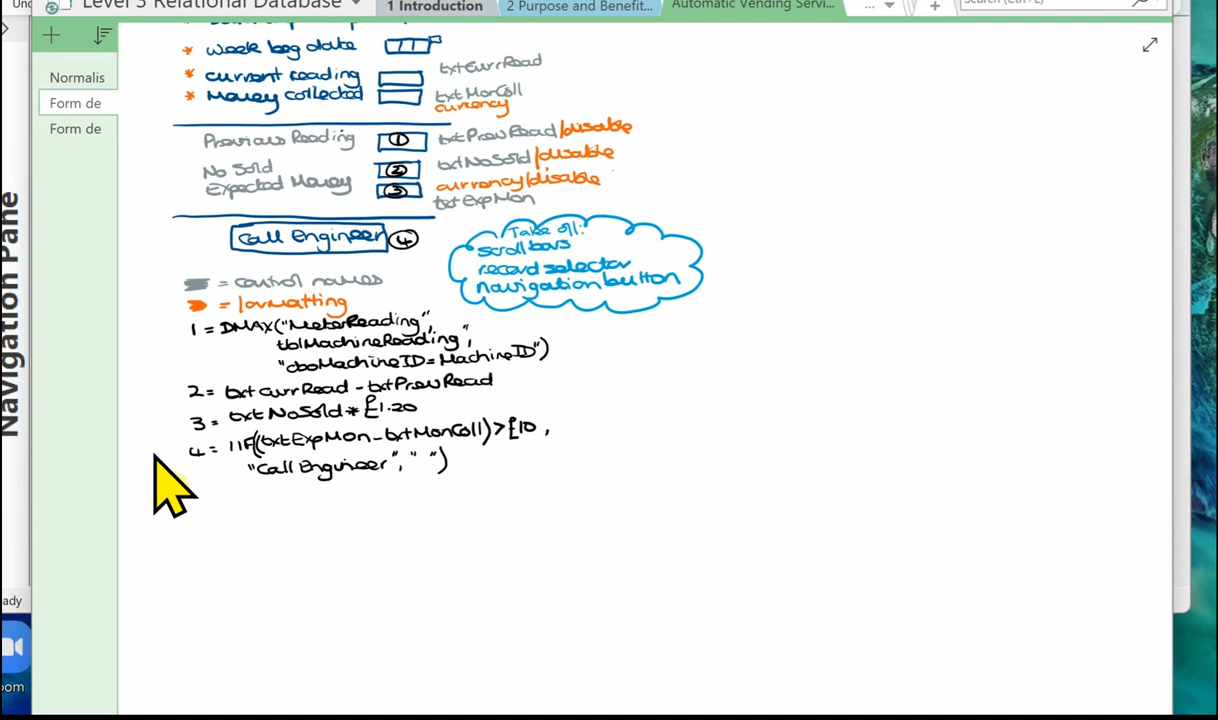 Level 3 Relational Database
1 Introduction
2 Purpose and Benefit...
Automatic Vending Servi...
...
Search (Ctrl+E)
Normalis
Form de
Form de
Navigation Pane
ady
oom
* week beg date
* current reading
txtCurrRead
* Money collected
txtMonColl
currency
Previous Reading
1
txtPrevRead/disable
No Sold
2
txtNoSold/disable
Expected Money
3
currency/disable
txtExpMon
Call Engineer
4
Take off:
scroll bars
record selector
navigation button
= control names
= formatting
1 = DMAX("MeterReading",
"tblMachineReading",
"cboMachineID=MachineID")
2 = txtCurrRead - txtPrevRead
3 = txtNoSold * £1.20
4 = IIF((txtExpMon-txtMonColl)>£10,
"Call Engineer", " ")